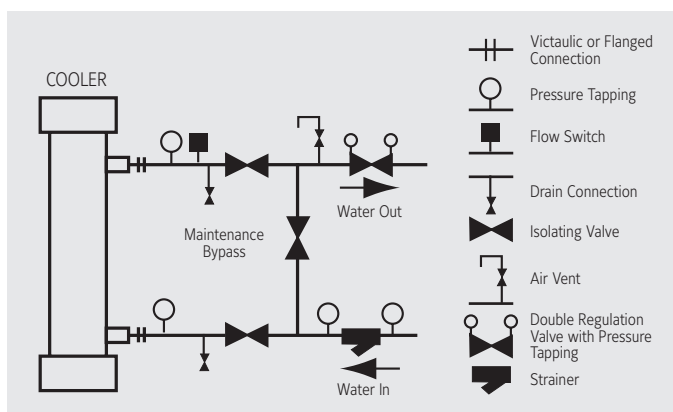 COOLER
Water Out
Maintenance
Bypass
Water In
Victaulic or Flanged
Connection
Pressure Tapping
Flow Switch
Drain Connection
Isolating Valve
Air Vent
Double Regulation
Valve with Pressure
Tapping
Strainer